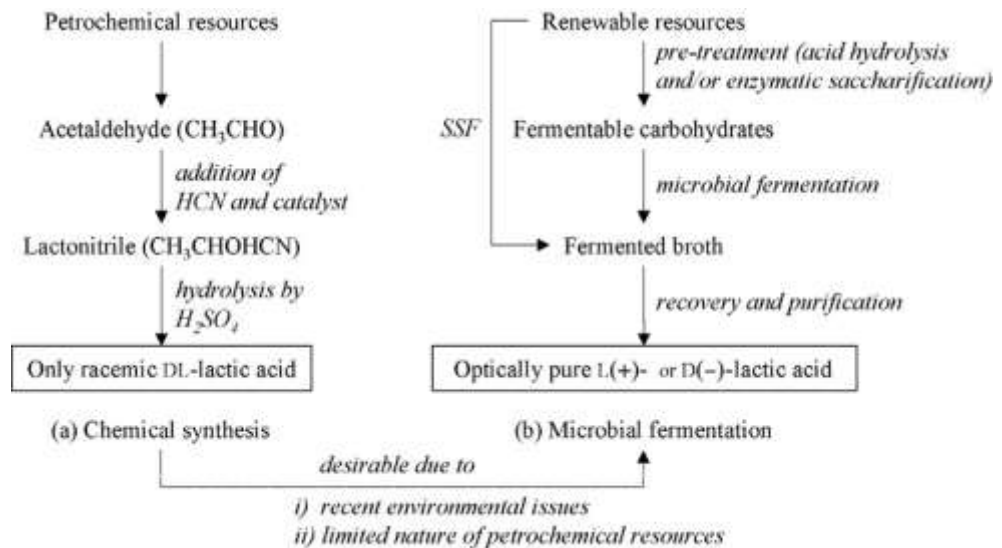 Petrochemical resources
Acetaldehyde (CH₃CHO)
addition of
HCN and catalyst
Lactonitrile (CH₃CHOHCN)
hydrolysis by
H₂SO₄
Only racemic DL-lactic acid
(a) Chemical synthesis
Renewable resources
pre-treatment (acid hydrolysis
and/or enzymatic saccharification)
SSF
Fermentable carbohydrates
microbial fermentation
Fermented broth
recovery and purification
Optically pure L(+)- or D(−)-lactic acid
(b) Microbial fermentation
desirable due to
i) recent environmental issues
ii) limited nature of petrochemical resources